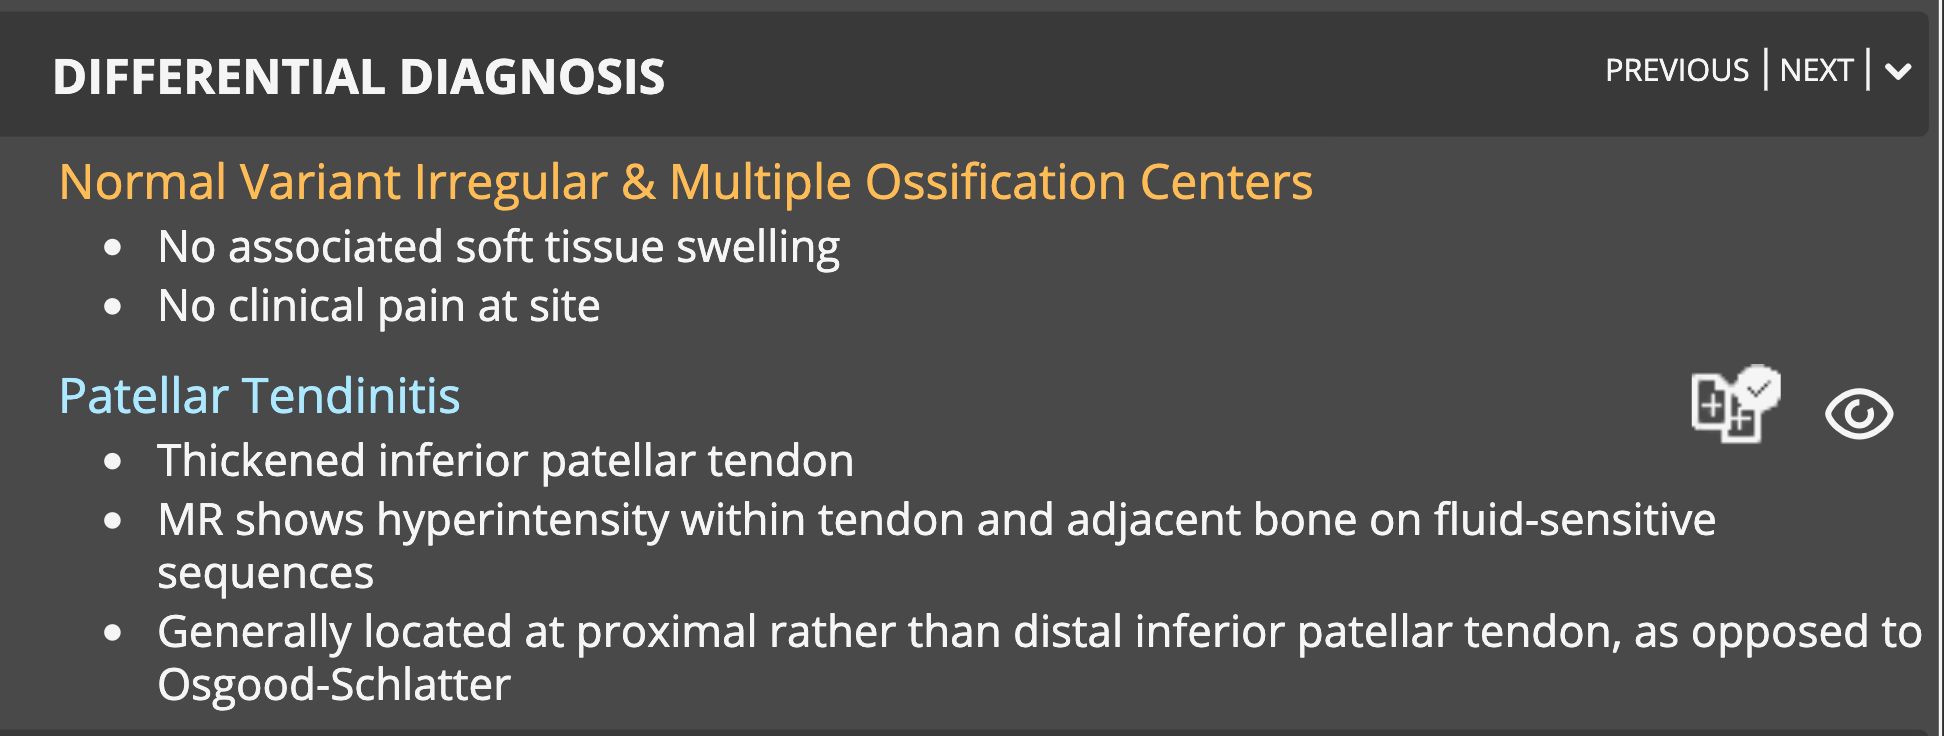 DIFFERENTIAL DIAGNOSIS
PREVIOUS | NEXT |
Normal Variant Irregular & Multiple Ossification Centers
• No associated soft tissue swelling
• No clinical pain at site
Patellar Tendinitis
• Thickened inferior patellar tendon
• MR shows hyperintensity within tendon and adjacent bone on fluid-sensitive
sequences
• Generally located at proximal rather than distal inferior patellar tendon, as opposed to
Osgood-Schlatter